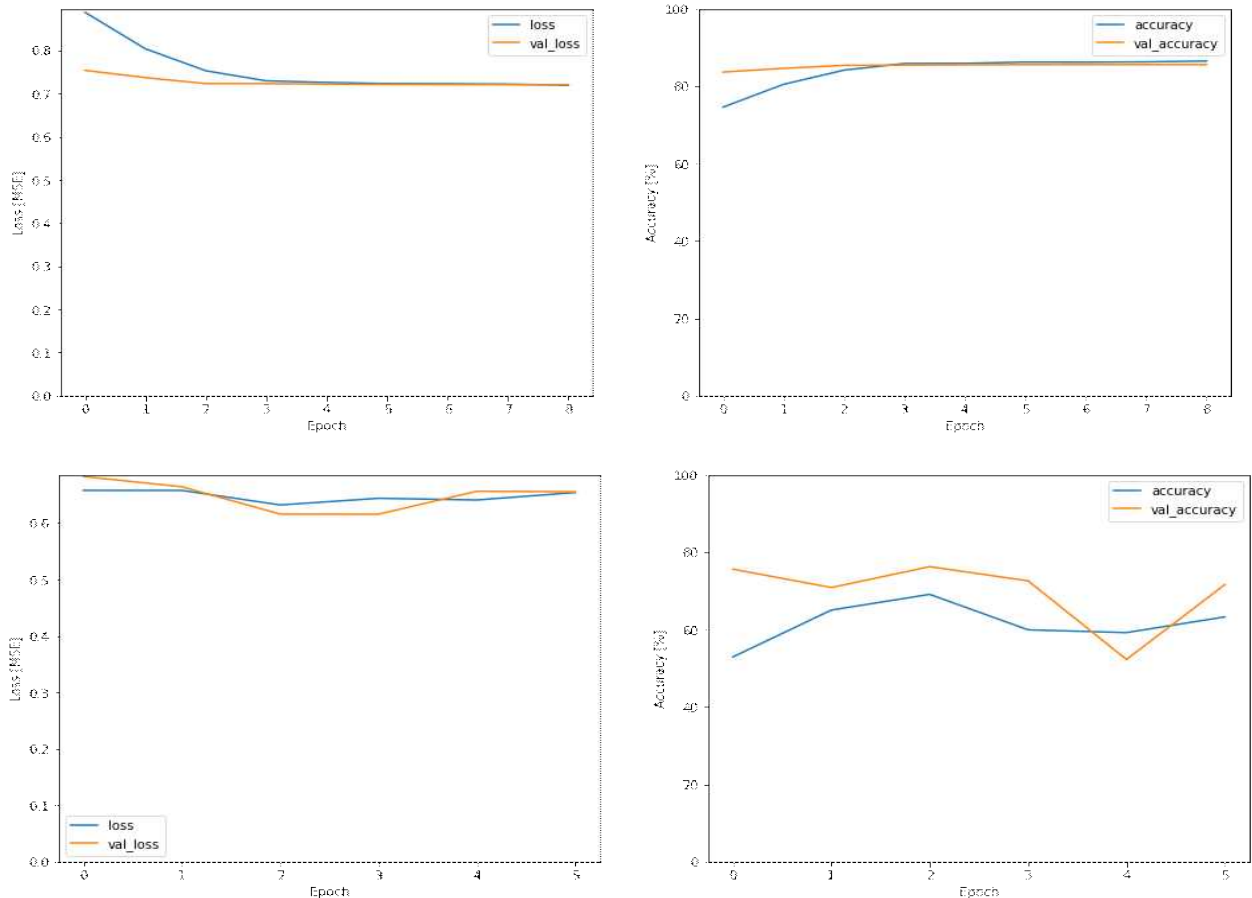 loss
val_loss
0.8
0.7
0.6
0.5
0.4
0.3
0.2
0.1
0.0
Loss [MSE]
0 1 2 3 4 5 6 7 8
Epoch
accuracy
val_accuracy
100
80
60
40
20
0
Accuracy [%]
0 1 2 3 4 5 6 7 8
Epoch
0.6
0.5
0.4
0.3
0.2
0.1
0.0
Loss [MSE]
loss
val_loss
0 1 2 3 4 5
Epoch
accuracy
val_accuracy
100
80
60
40
20
0
Accuracy [%]
0 1 2 3 4 5
Epoch